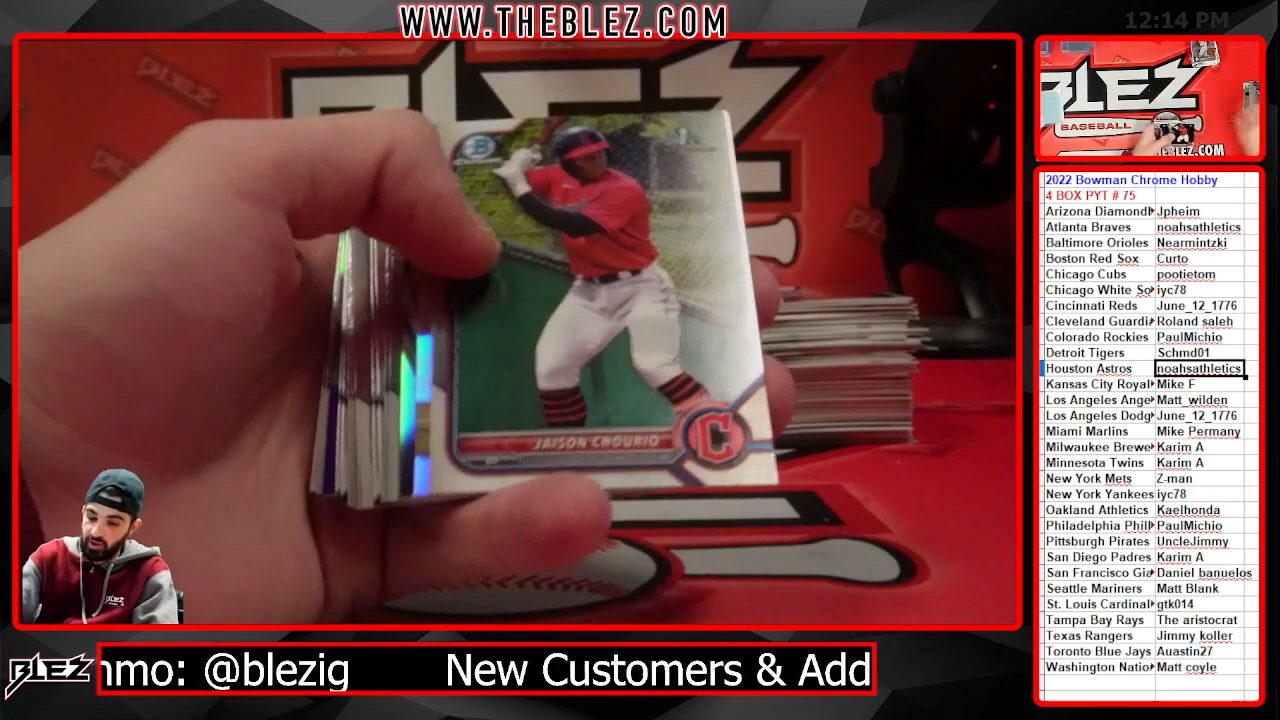 WWW.THEBLEZ.COM
12:14 PM
BLEZ
BLEZ
BLEZ
BASEBALL
THEBLEZ.COM
JAISON CHOURIO
C
2022 Bowman Chrome Hobby
4 BOX PYT # 75
Arizona Diamond Jpheim
Atlanta Braves noahsathletics
Baltimore Orioles Nearmintzki
Boston Red Sox Curto
Chicago Cubs pootietom
Chicago White So iyc78
Cincinnati Reds June_12_1776
Cleveland Guardi Roland saleh
Colorado Rockies PaulMichio
Detroit Tigers Schmd01
Houston Astros noahsathletics
Kansas City Royal Mike F
Los Angeles Ange Matt_wilden
Los Angeles Dodg June_12_1776
Miami Marlins Mike Permany
Milwaukee Brewe Karim A
Minnesota Twins Karim A
New York Mets Z-man
New York Yankees iyc78
Oakland Athletics Kaelhonda
Philadelphia Phill PaulMichio
Pittsburgh Pirates UncleJimmy
San Diego Padres Karim A
San Francisco Gia Daniel banuelos
Seattle Mariners Matt Blank
St. Louis Cardinal gtk014
Tampa Bay Rays The aristocrat
Texas Rangers Jimmy koller
Toronto Blue Jays Auastin27
Washington Natio Matt coyle
BLEZ
nmo: @blezig New Customers & Add